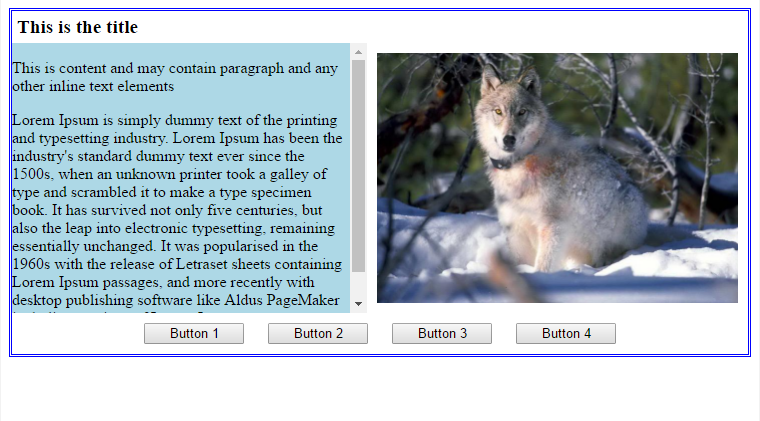 This is the title
This is content and may contain paragraph and any
other inline text elements
Lorem Ipsum is simply dummy text of the printing
and typesetting industry. Lorem Ipsum has been the
industry's standard dummy text ever since the
1500s, when an unknown printer took a galley of
type and scrambled it to make a type specimen
book. It has survived not only five centuries, but
also the leap into electronic typesetting, remaining
essentially unchanged. It was popularised in the
1960s with the release of Letraset sheets containing
Lorem Ipsum passages, and more recently with
desktop publishing software like Aldus PageMaker
Button 1
Button 2
Button 3
Button 4